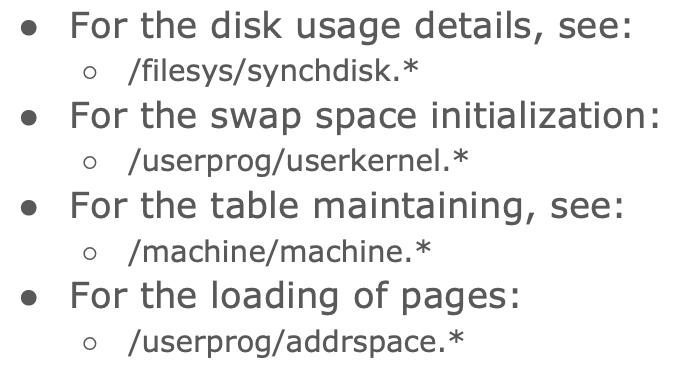 ● For the disk usage details, see:
○ /filesys/synchdisk.*
● For the swap space initialization:
○ /userprog/userkernel.*
● For the table maintaining, see:
○ /machine/machine.*
● For the loading of pages:
○ /userprog/addrspace.*